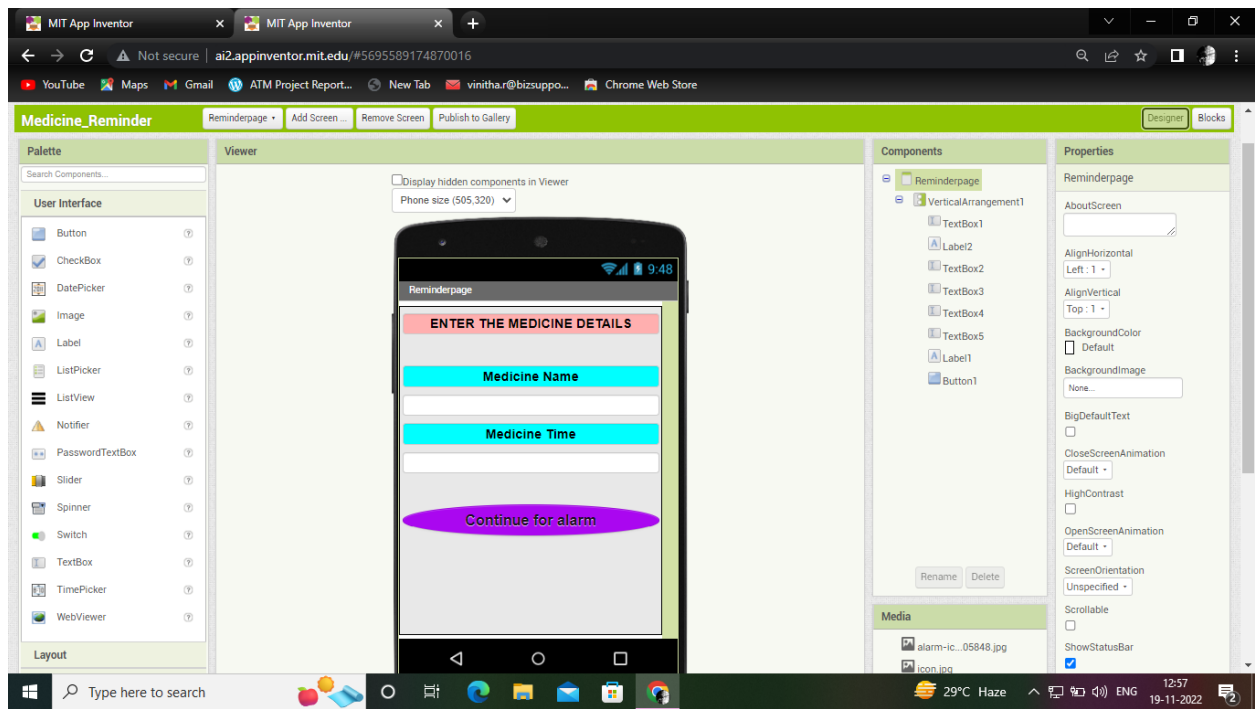 MIT App Inventor
MIT App Inventor
Not secure | ai2.appinventor.mit.edu/#5695589174870016
YouTube Maps Gmail ATM Project Report... New Tab vinitha.r@bizsuppo... Chrome Web Store
Medicine_Reminder
Reminderpage Add Screen ... Remove Screen Publish to Gallery
Designer Blocks
Palette
Search Components...
User Interface
Button
CheckBox
DatePicker
Image
Label
ListPicker
ListView
Notifier
PasswordTextBox
Slider
Spinner
Switch
TextBox
TimePicker
WebViewer
Layout
Viewer
Display hidden components in Viewer
Phone size (505,320)
9:48
Reminderpage
ENTER THE MEDICINE DETAILS
Medicine Name
Medicine Time
Continue for alarm
Components
Reminderpage
VerticalArrangement1
TextBox1
Label2
TextBox2
TextBox3
TextBox4
TextBox5
Label1
Button1
Rename Delete
Media
alarm-ic...05848.jpg
icon.jpg
Properties
Reminderpage
AboutScreen
AlignHorizontal
Left : 1
AlignVertical
Top : 1
BackgroundColor
Default
BackgroundImage
None...
BigDefaultText
CloseScreenAnimation
Default
HighContrast
OpenScreenAnimation
Default
ScreenOrientation
Unspecified
Scrollable
ShowStatusBar
Type here to search
29°C Haze
ENG
12:57
19-11-2022
2